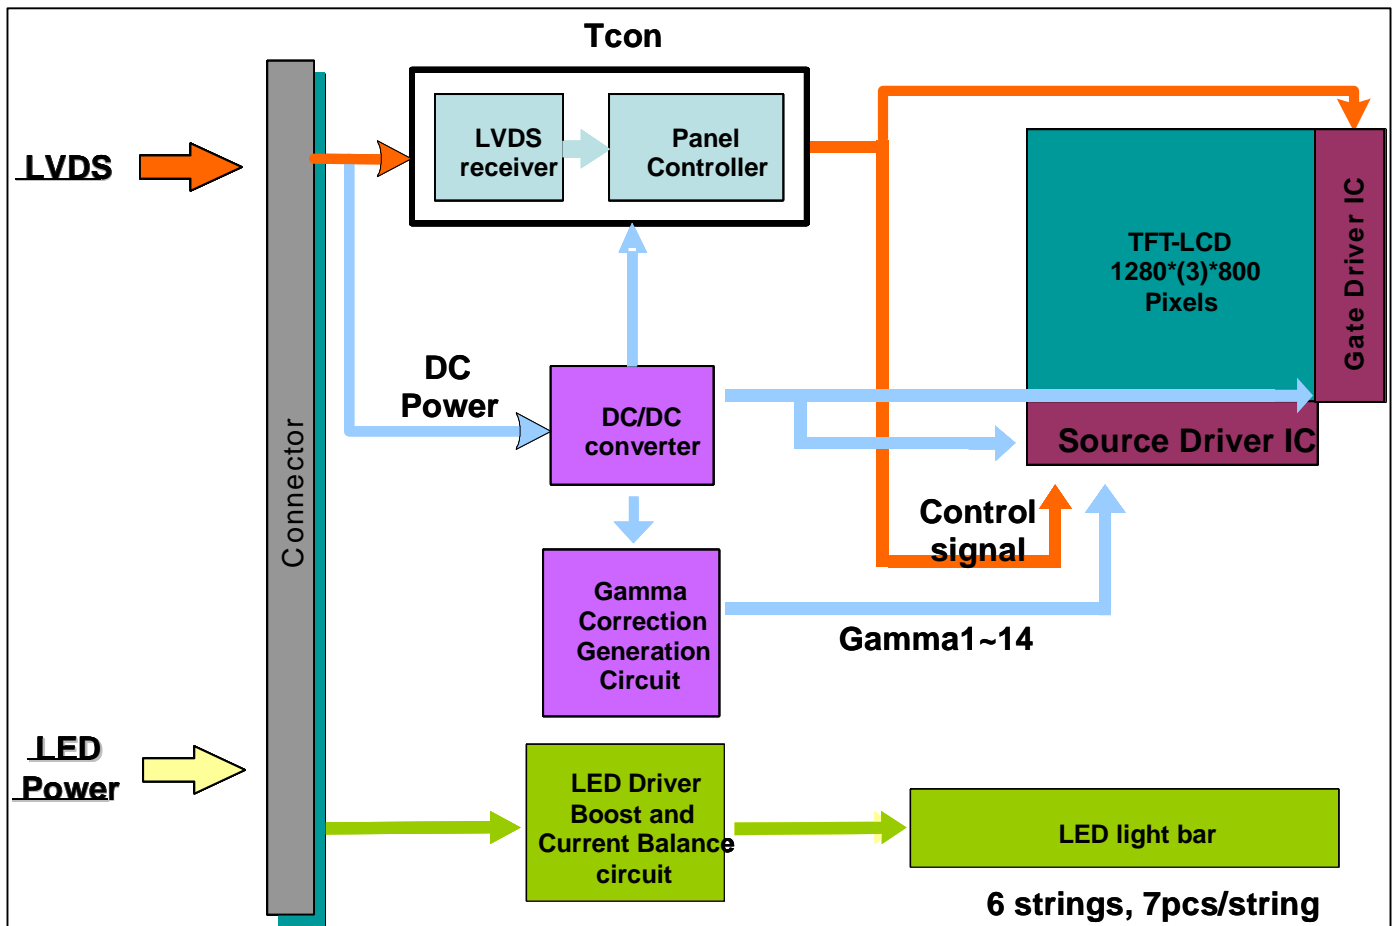 Tcon
LVDS
receiver
Panel
Controller
LVDS
TFT-LCD
1280*(3)*800
Pixels
Gate Driver IC
DC
Power
DC/DC
converter
Source Driver IC
Connector
Control
signal
Gamma
Correction
Generation
Circuit
Gamma1~14
LED
Power
LED Driver
Boost and
Current Balance
circuit
LED light bar
6 strings, 7pcs/string